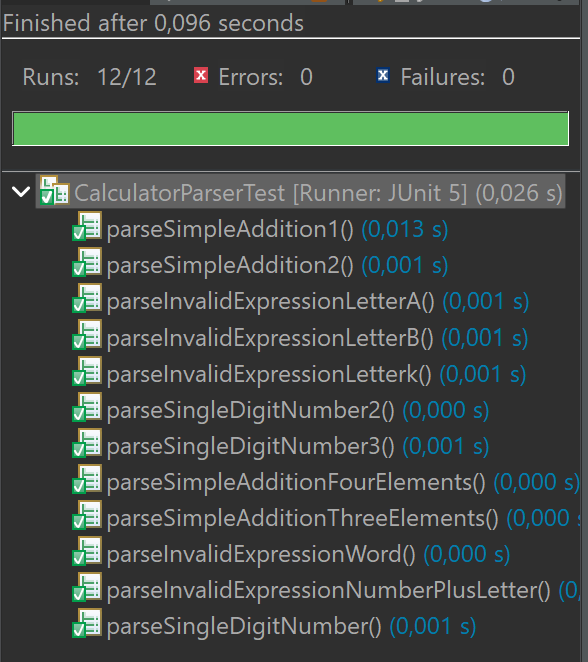 Finished after 0,096 seconds
Runs: 12/12 Errors: 0 Failures: 0
CalculatorParserTest [Runner: JUnit 5] (0,026 s)
parseSimpleAddition1() (0,013 s)
parseSimpleAddition2() (0,001 s)
parseInvalidExpressionLetterA() (0,001 s)
parseInvalidExpressionLetterB() (0,001 s)
parseInvalidExpressionLetterk() (0,001 s)
parseSingleDigitNumber2() (0,000 s)
parseSingleDigitNumber3() (0,001 s)
parseSimpleAdditionFourElements() (0,000 s)
parseSimpleAdditionThreeElements() (0,000
parseInvalidExpressionWord() (0,000 s)
parseInvalidExpressionNumberPlusLetter() (0,
parseSingleDigitNumber() (0,001 s)